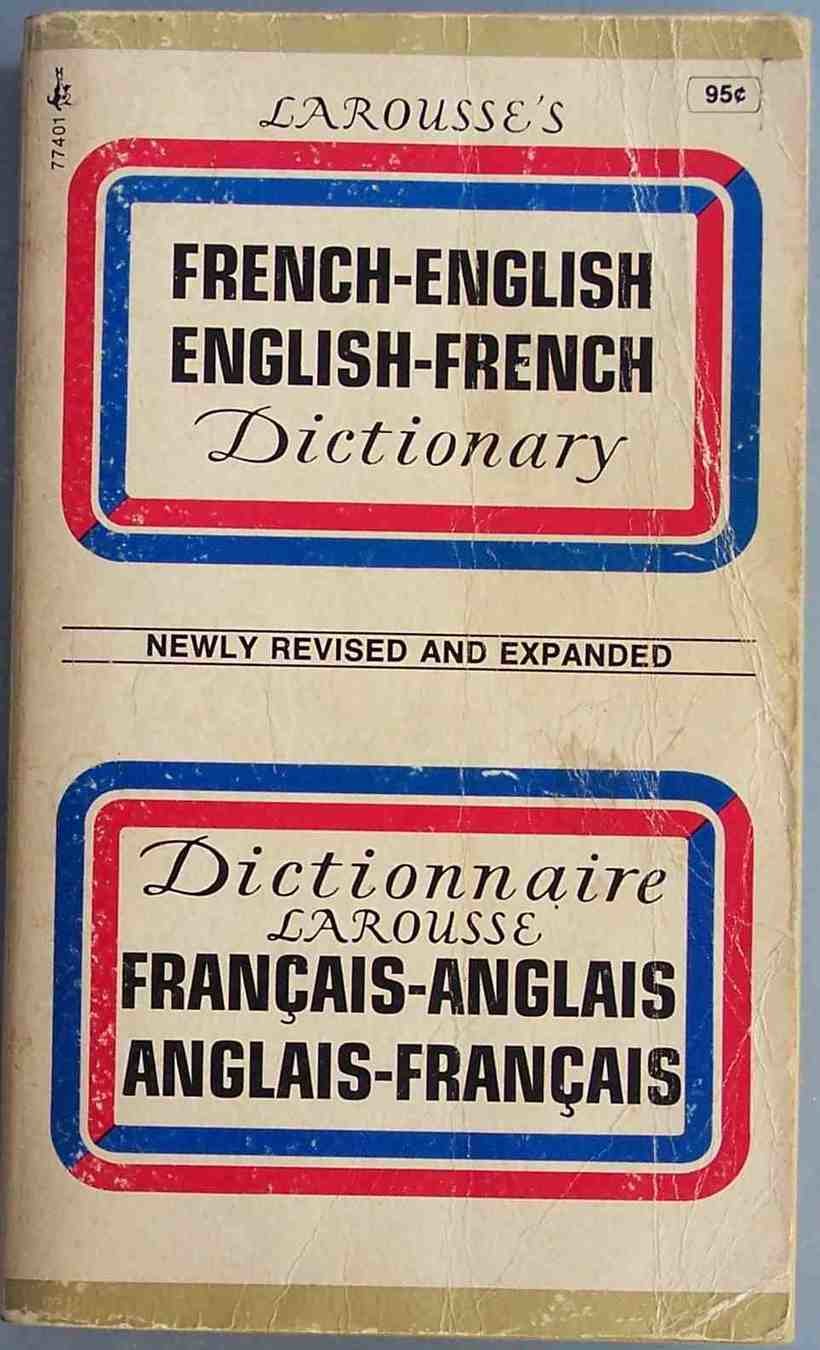 77401
95¢
LAROUSSE'S
FRENCH-ENGLISH
ENGLISH-FRENCH
Dictionary
NEWLY REVISED AND EXPANDED
Dictionnaire
LAROUSSE
FRANÇAIS-ANGLAIS
ANGLAIS-FRANÇAIS